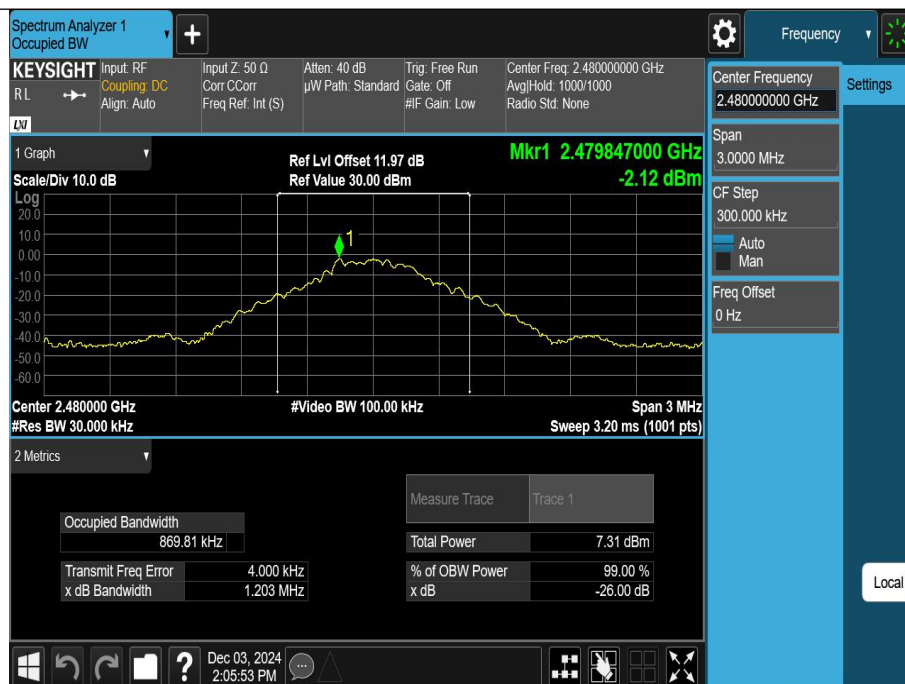 Spectrum Analyzer 1
Occupied BW
+
Frequency
KEYSIGHT
RL
LXI
Input: RF
Coupling: DC
Align: Auto
Input Z: 50 Ω
Corr CCorr
Freq Ref: Int (S)
Atten: 40 dB
µW Path: Standard
Trig: Free Run
Gate: Off
#IF Gain: Low
Center Freq: 2.480000000 GHz
Avg|Hold: 1000/1000
Radio Std: None
Center Frequency
2.480000000 GHz
Settings
Span
3.0000 MHz
CF Step
300.000 kHz
Auto
Man
Freq Offset
0 Hz
Local
1 Graph
Scale/Div 10.0 dB
Ref Lvl Offset 11.97 dB
Ref Value 30.00 dBm
Mkr1 2.479847000 GHz
-2.12 dBm
Log
20.0
10.0
0.00
-10.0
-20.0
-30.0
-40.0
-50.0
-60.0
1
Center 2.480000 GHz
#Res BW 30.000 kHz
#Video BW 100.00 kHz
Span 3 MHz
Sweep 3.20 ms (1001 pts)
2 Metrics
Measure Trace Trace 1
Occupied Bandwidth
869.81 kHz
Total Power 7.31 dBm
Transmit Freq Error 4.000 kHz
% of OBW Power 99.00 %
x dB Bandwidth 1.203 MHz
x dB -26.00 dB
?
Dec 03, 2024
2:05:53 PM